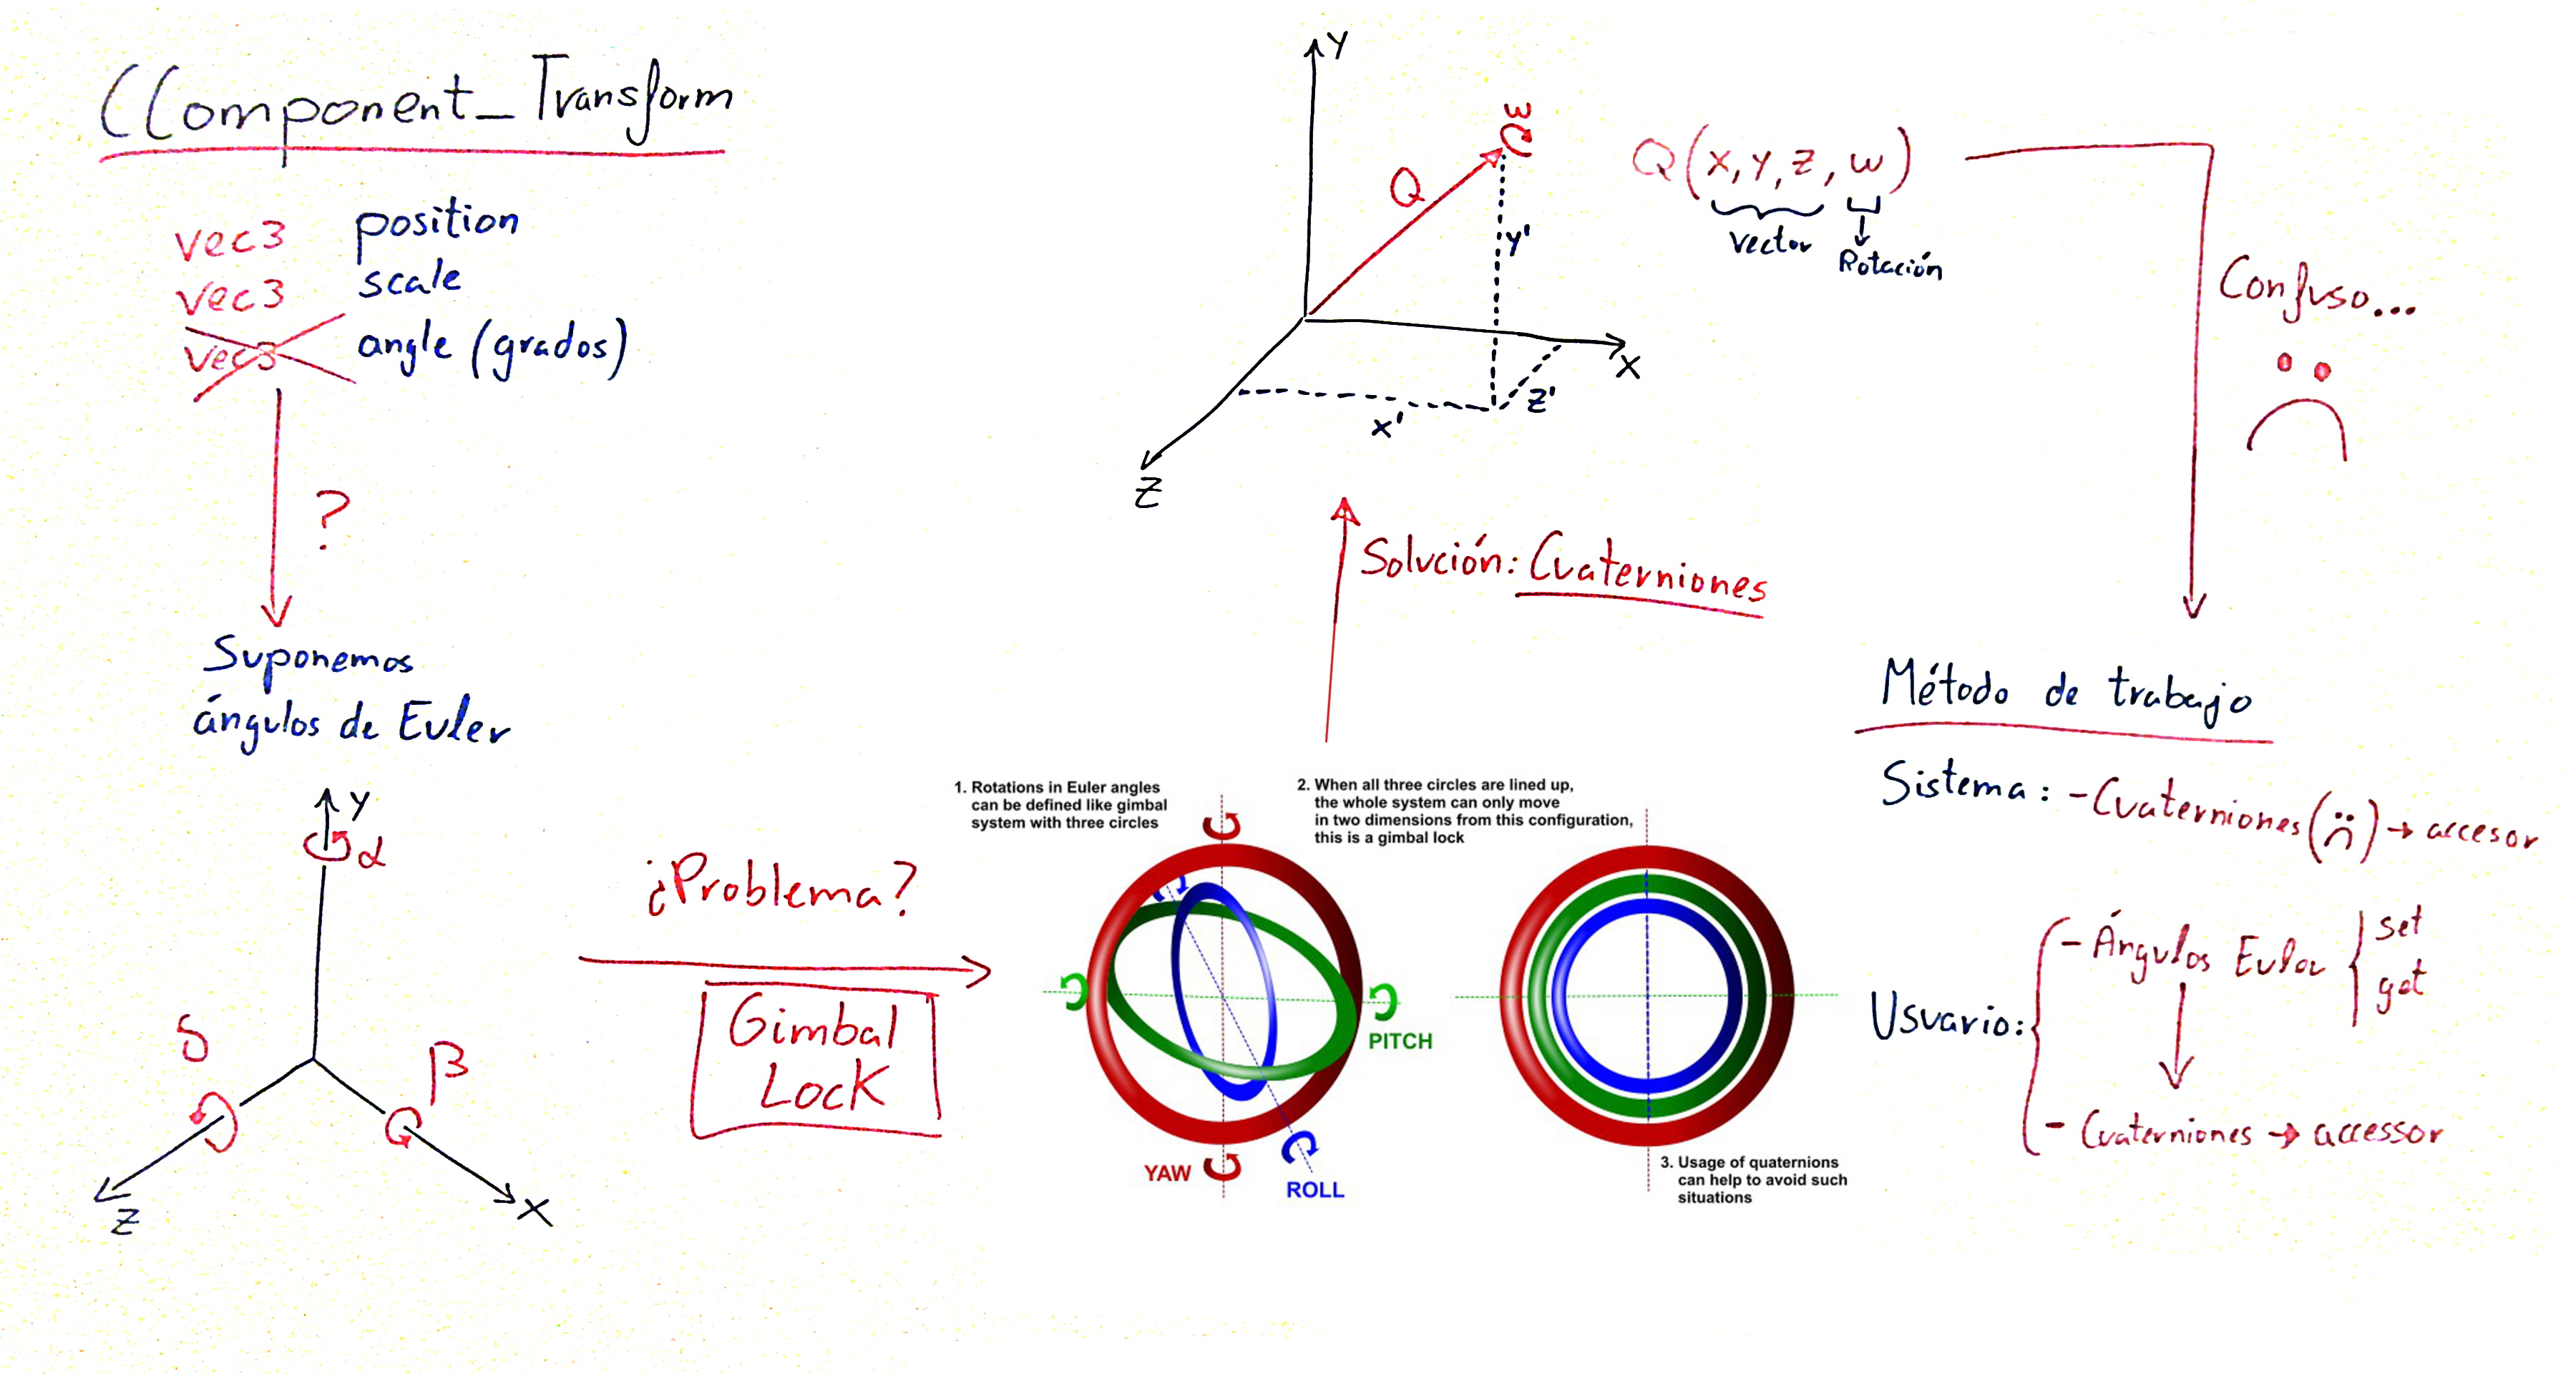 CComponent_Transform
vec3 position
vec3 scale
vec3 angle (grados)
?
Suponemos
ángulos de Euler
Y
α
δ
β
Z
X
¿Problema?
Gimbal
Lock
1. Rotations in Euler angles
can be defined like gimbal
system with three circles
2. When all three circles are lined up,
the whole system can only move
in two dimensions from this configuration,
this is a gimbal lock
PITCH
YAW
ROLL
3. Usage of quaternions
can help to avoid such
situations
Solución: Cuaterniones
Y
ω
Q
y'
X
z'
x'
Z
Q(x, y, z, w)
vector
Rotación
Confuso...
Método de trabajo
Sistema: - Cuaterniones (:( ) → accesor
Usuario:
- Ángulos Euler
set
get
- Cuaterniones → accessor